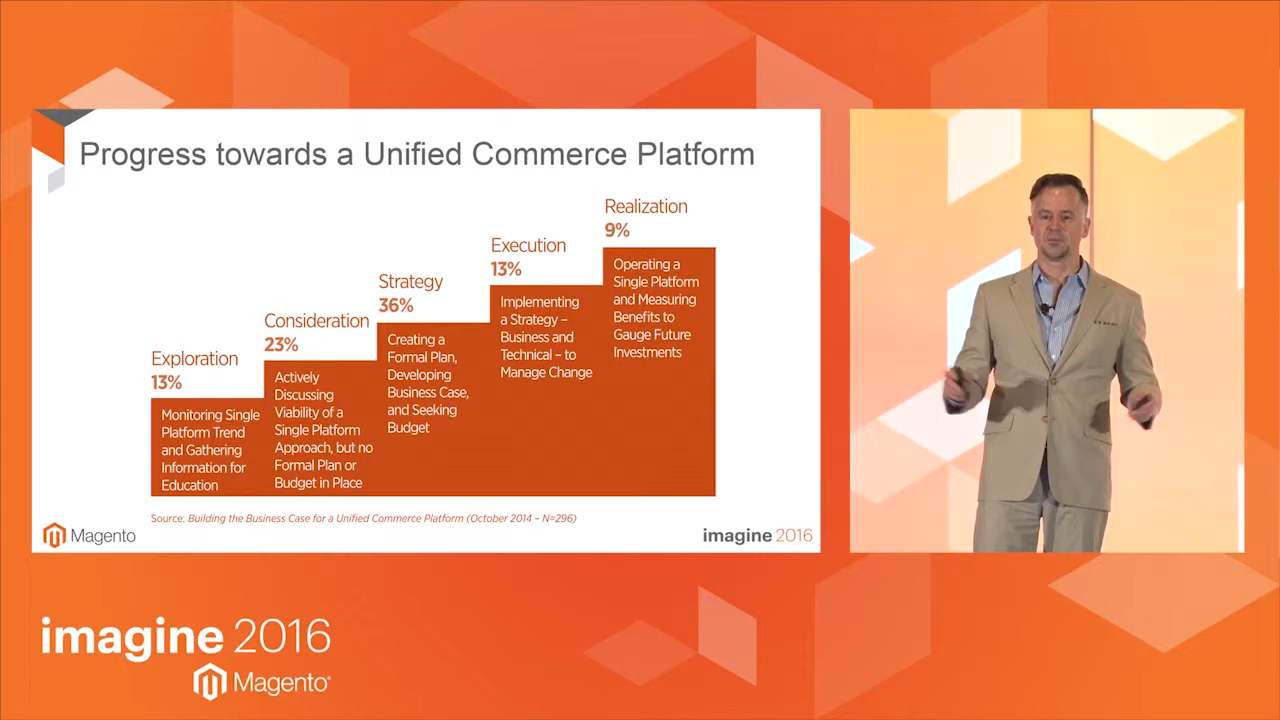 Progress towards a Unified Commerce Platform
Exploration
13%
Monitoring Single
Platform Trend
and Gathering
Information for
Education
Consideration
23%
Actively
Discussing
Viability of a
Single Platform
Approach, but no
Formal Plan or
Budget in Place
Strategy
36%
Creating a
Formal Plan,
Developing
Business Case,
and Seeking
Budget
Execution
13%
Implementing
a Strategy –
Business and
Technical – to
Manage Change
Realization
9%
Operating a
Single Platform
and Measuring
Benefits to
Gauge Future
Investments
Source: Building the Business Case for a Unified Commerce Platform (October 2014 – N=296)
Magento
imagine 2016
imagine 2016
Magento®